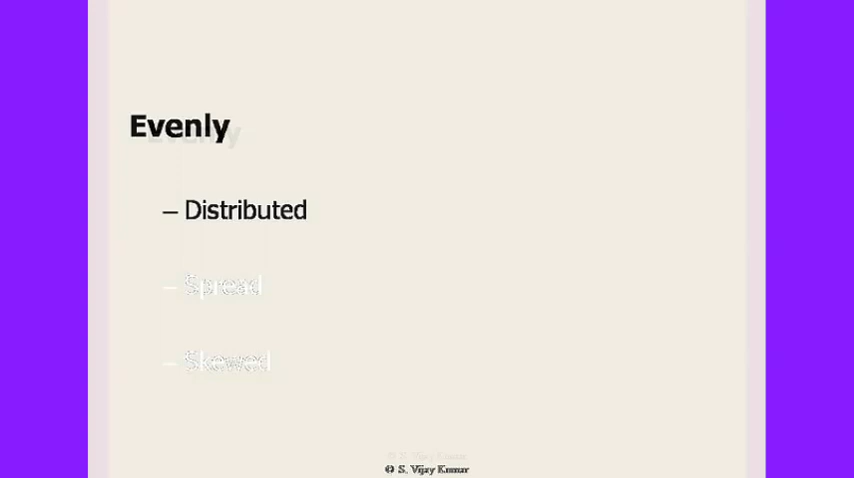 Evenly
– Distributed
– Spread
– Skewed
© S. Vijay Kumar